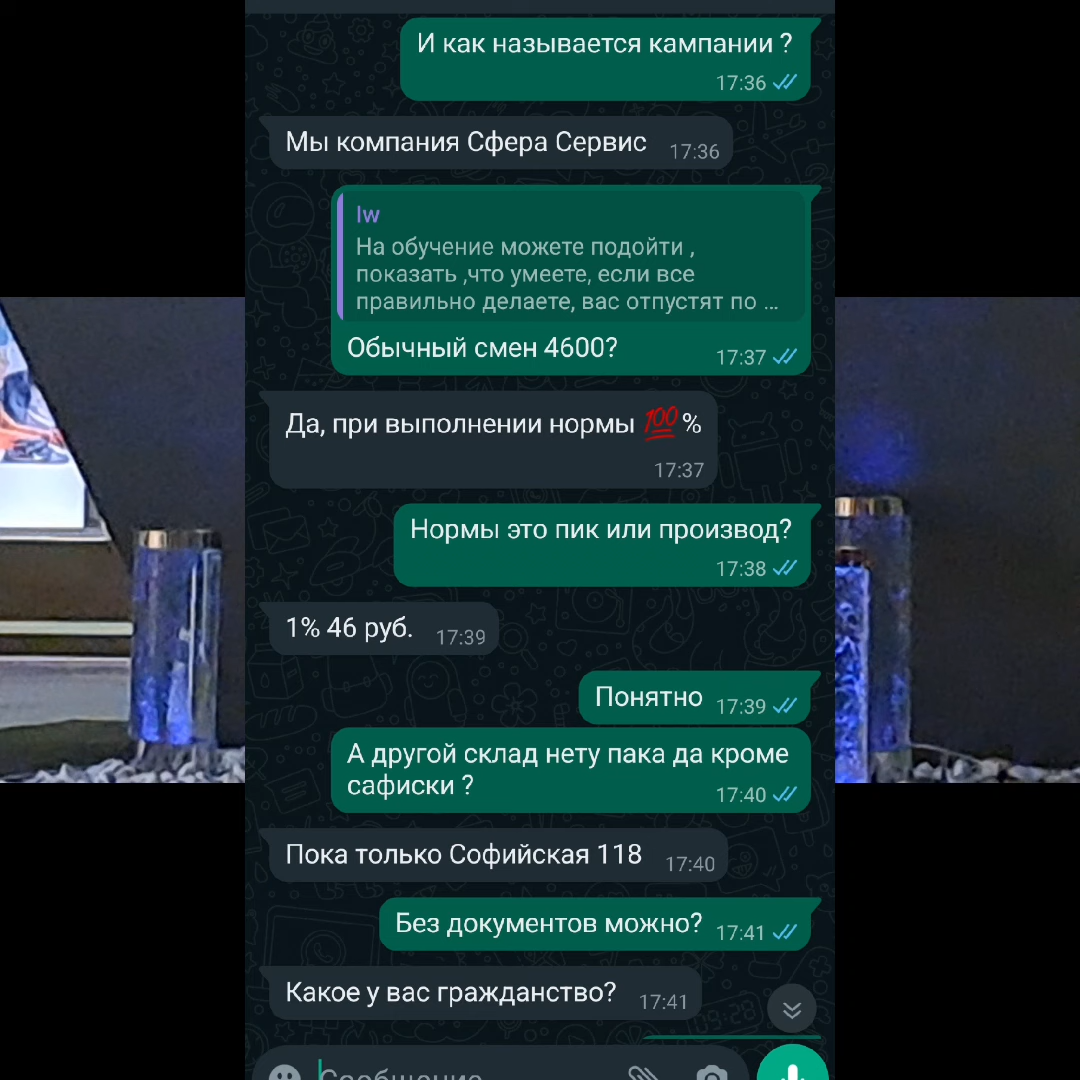 И как называется кампании ?
17:36
Мы компания Сфера Сервис 17:36
lw
На обучение можете подойти ,
показать ,что умеете, если все
правильно делаете, вас отпустят по ...
Обычный смен 4600? 17:37
Да, при выполнении нормы 💯%
17:37
Нормы это пик или производ?
17:38
1% 46 руб. 17:39
Понятно 17:39
А другой склад нету пака да кроме
сафиски ? 17:40
Пока только Софийская 118 17:40
Без документов можно? 17:41
Какое у вас гражданство? 17:41
Сообщение